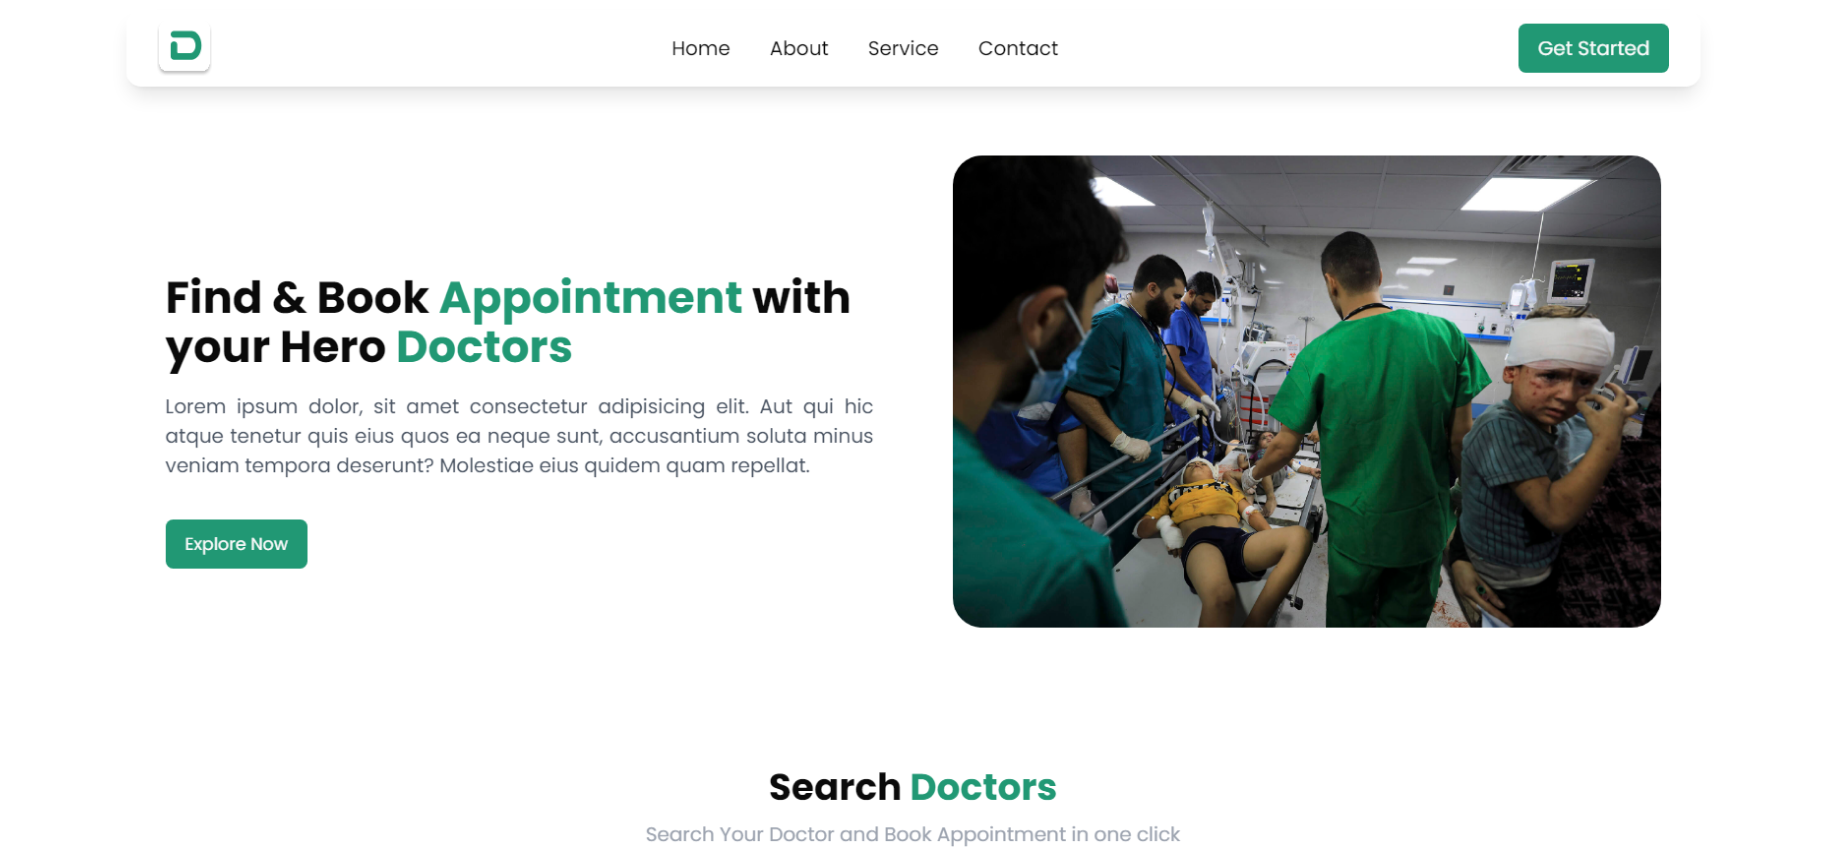 D
Home
About
Service
Contact
Get Started
Find & Book Appointment with
your Hero Doctors
Lorem ipsum dolor, sit amet consectetur adipisicing elit. Aut qui hic
atque tenetur quis eius quos ea neque sunt, accusantium soluta minus
veniam tempora deserunt? Molestiae eius quidem quam repellat.
Explore Now
Search Doctors
Search Your Doctor and Book Appointment in one click